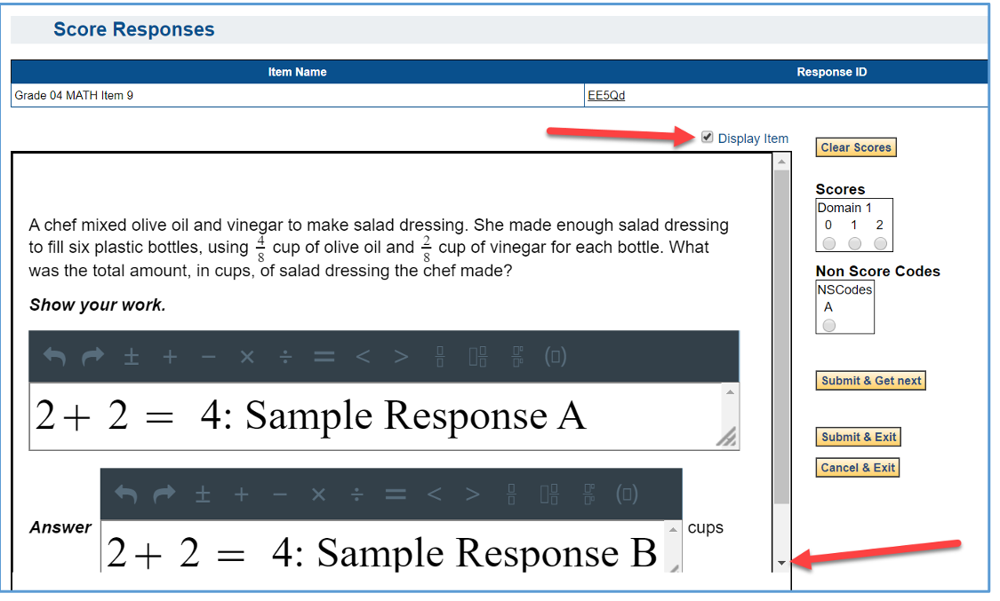 Score Responses
Item Name Response ID
Grade 04 MATH Item 9 EE5Qd
Display Item
Clear Scores
Scores
Domain 1
0 1 2
Non Score Codes
NSCodes
A
Submit & Get next
Submit & Exit
Cancel & Exit
A chef mixed olive oil and vinegar to make salad dressing. She made enough salad dressing
to fill six plastic bottles, using 4/8 cup of olive oil and 2/8 cup of vinegar for each bottle. What
was the total amount, in cups, of salad dressing the chef made?
Show your work.
± + − × ÷ = < > (▯)
2 + 2 = 4: Sample Response A
± + − × ÷ = < > (▯)
Answer 2 + 2 = 4: Sample Response B cups